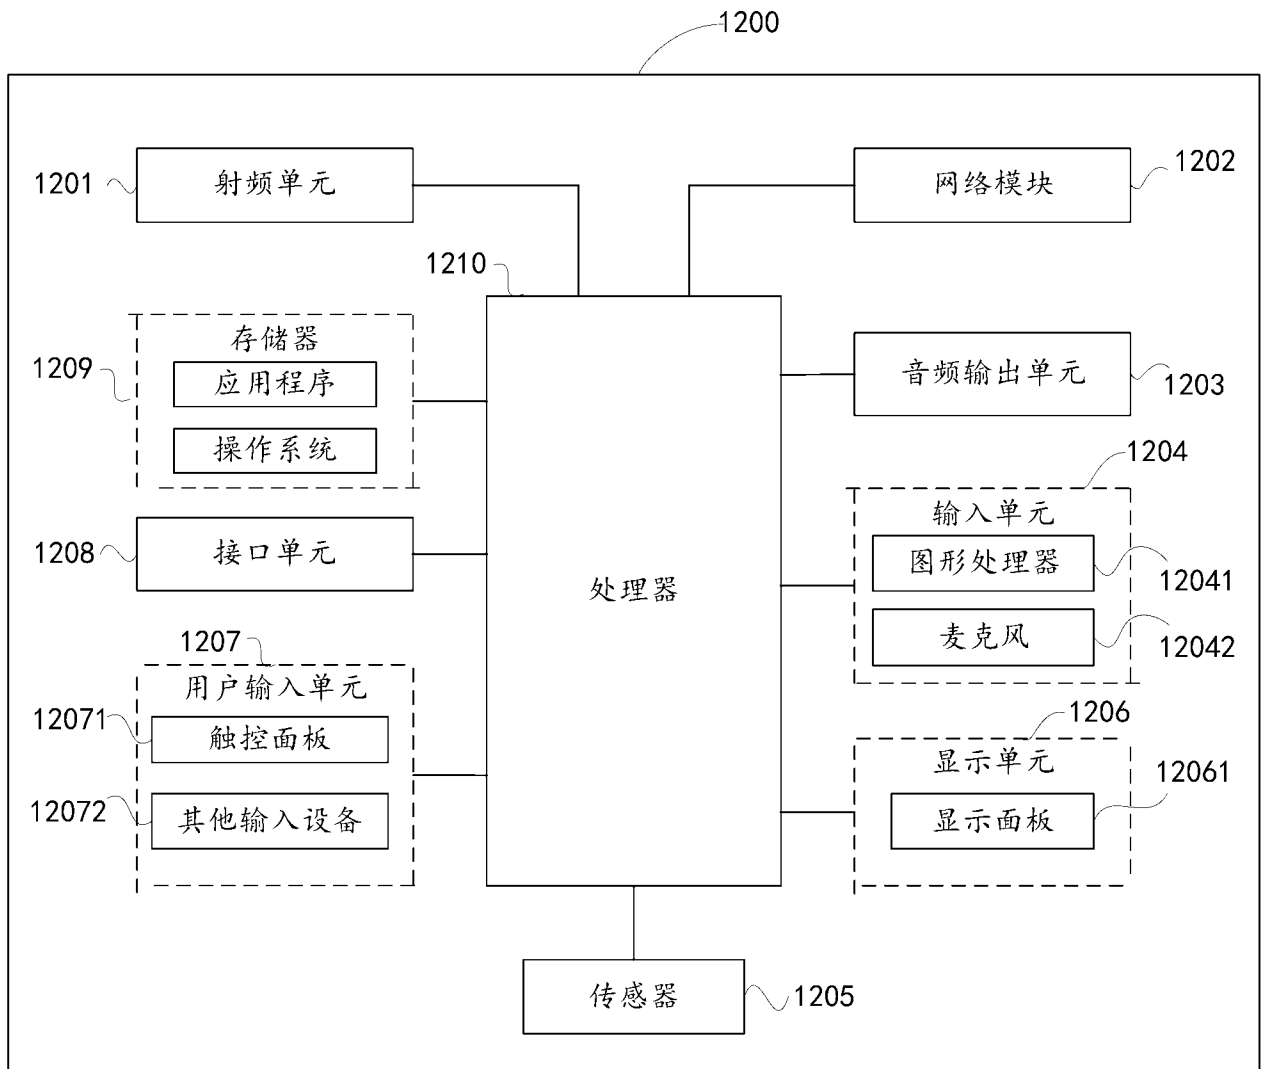 1200
1201
射频单元
网络模块
1202
1210
存储器
1209
应用程序
操作系统
音频输出单元
1203
1204
输入单元
图形处理器
12041
麦克风
12042
1208
接口单元
处理器
1207
用户输入单元
12071
触控面板
12072
其他输入设备
1206
显示单元
12061
显示面板
传感器
1205